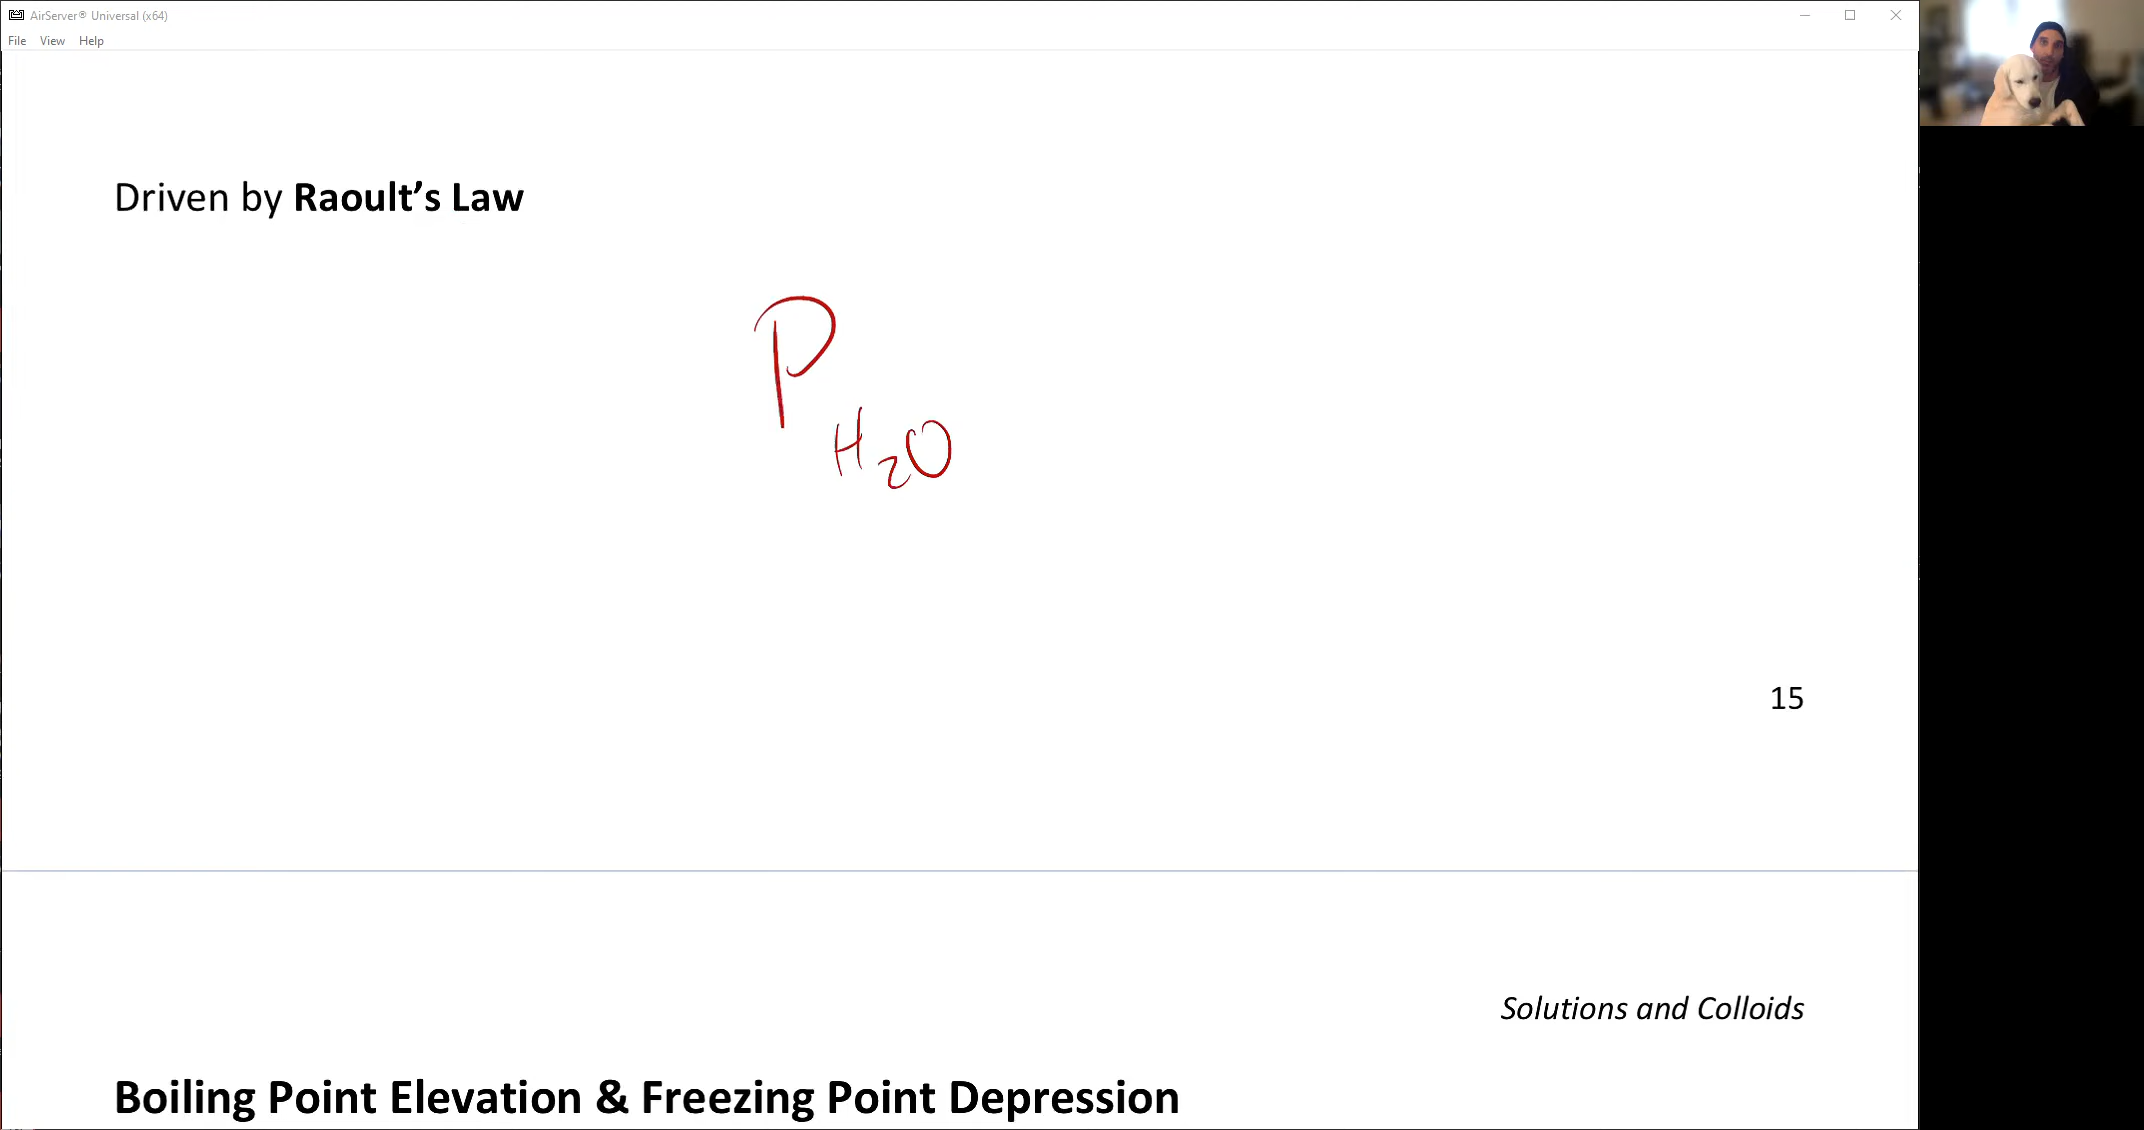 AirServer® Universal (x64)
File View Help
Driven by Raoult’s Law
P H₂O
15
Solutions and Colloids
Boiling Point Elevation & Freezing Point Depression